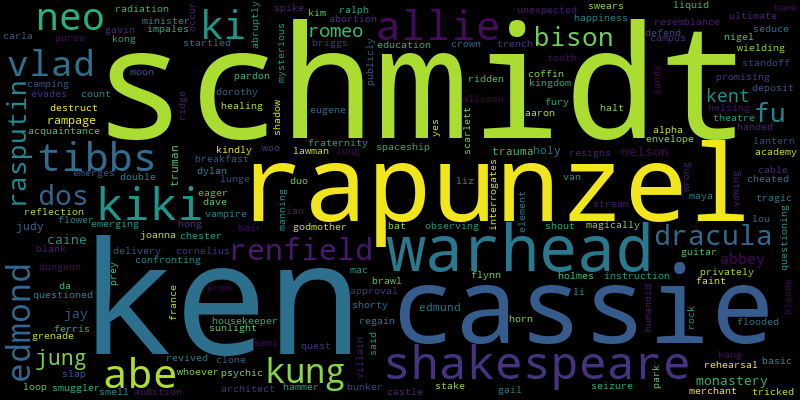 schmidt
ken
rapunzel
cassie
warhead
shakespeare
allie
bison
neo
ki
vlad
tibbs
kiki
dos
rasputin
edmond
jung
abe
kung
renfield
dracula
kent
fu
romeo
monastery
abbey
nelson
caine
judy
jay
da
radiation
minister
gavin
purse
kong
carla
impales
occur
startled
abruptly
spike
kim
ralph
abortion
swears
happiness
unexpected
liquid
resemblance
ultimate
hank
defend
campus
nigel
seduce
wielding
standoff
promising
deposit
education
crown
trench
briggs
publicly
mysterious
pardon
ridden
coffin
tooth
kingdom
dorothy
healing
allison
fury
sandy
helsing
theatre
handed
camping
moon
evades
count
ridge
destruct
rampage
acquaintance
shadow
eugene
aaron
halt
yes
scarlett
alpha
envelope
lantern
academy
fraternity
spaceship
lawman
kindly
woo
iung
trauma
holy
resigns
cable
cheated
truman
breakfast
dylan
lunge
emerges
double
eager
dave
vampire
duo
liz
interrogates
van
wrong
vowing
maya
tragic
reflection
flower
emerging
hong
manning
ian
bat
observing
element
stream
shout
magically
lou
questioning
joanna
chester
godmother
hair
blank
delivery
cornelius
confronting
guitar
privately
faint
dungeon
questioned
prey
mac
brawl
flynn
holmes
instruction
approval
shorty
edmund
li
humanoid
rock
blonde
flooded
ferris
grenade
france
prom
housekeeper
sunlight
semi
quest
villain
regain
said
horn
slap
revived
clone
whoever
psychic
loop
smuggler
smell
audition
architect
hammer
bunker
castle
stake
gail
seizure
park
kang
rehearsal
basic
merchant
tricked